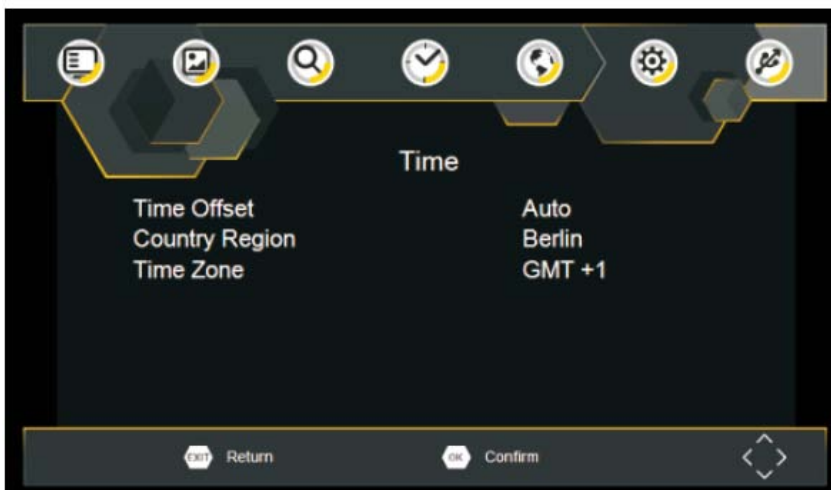 Time
Time Offset Auto
Country Region Berlin
Time Zone GMT +1
EXIT Return OK Confirm